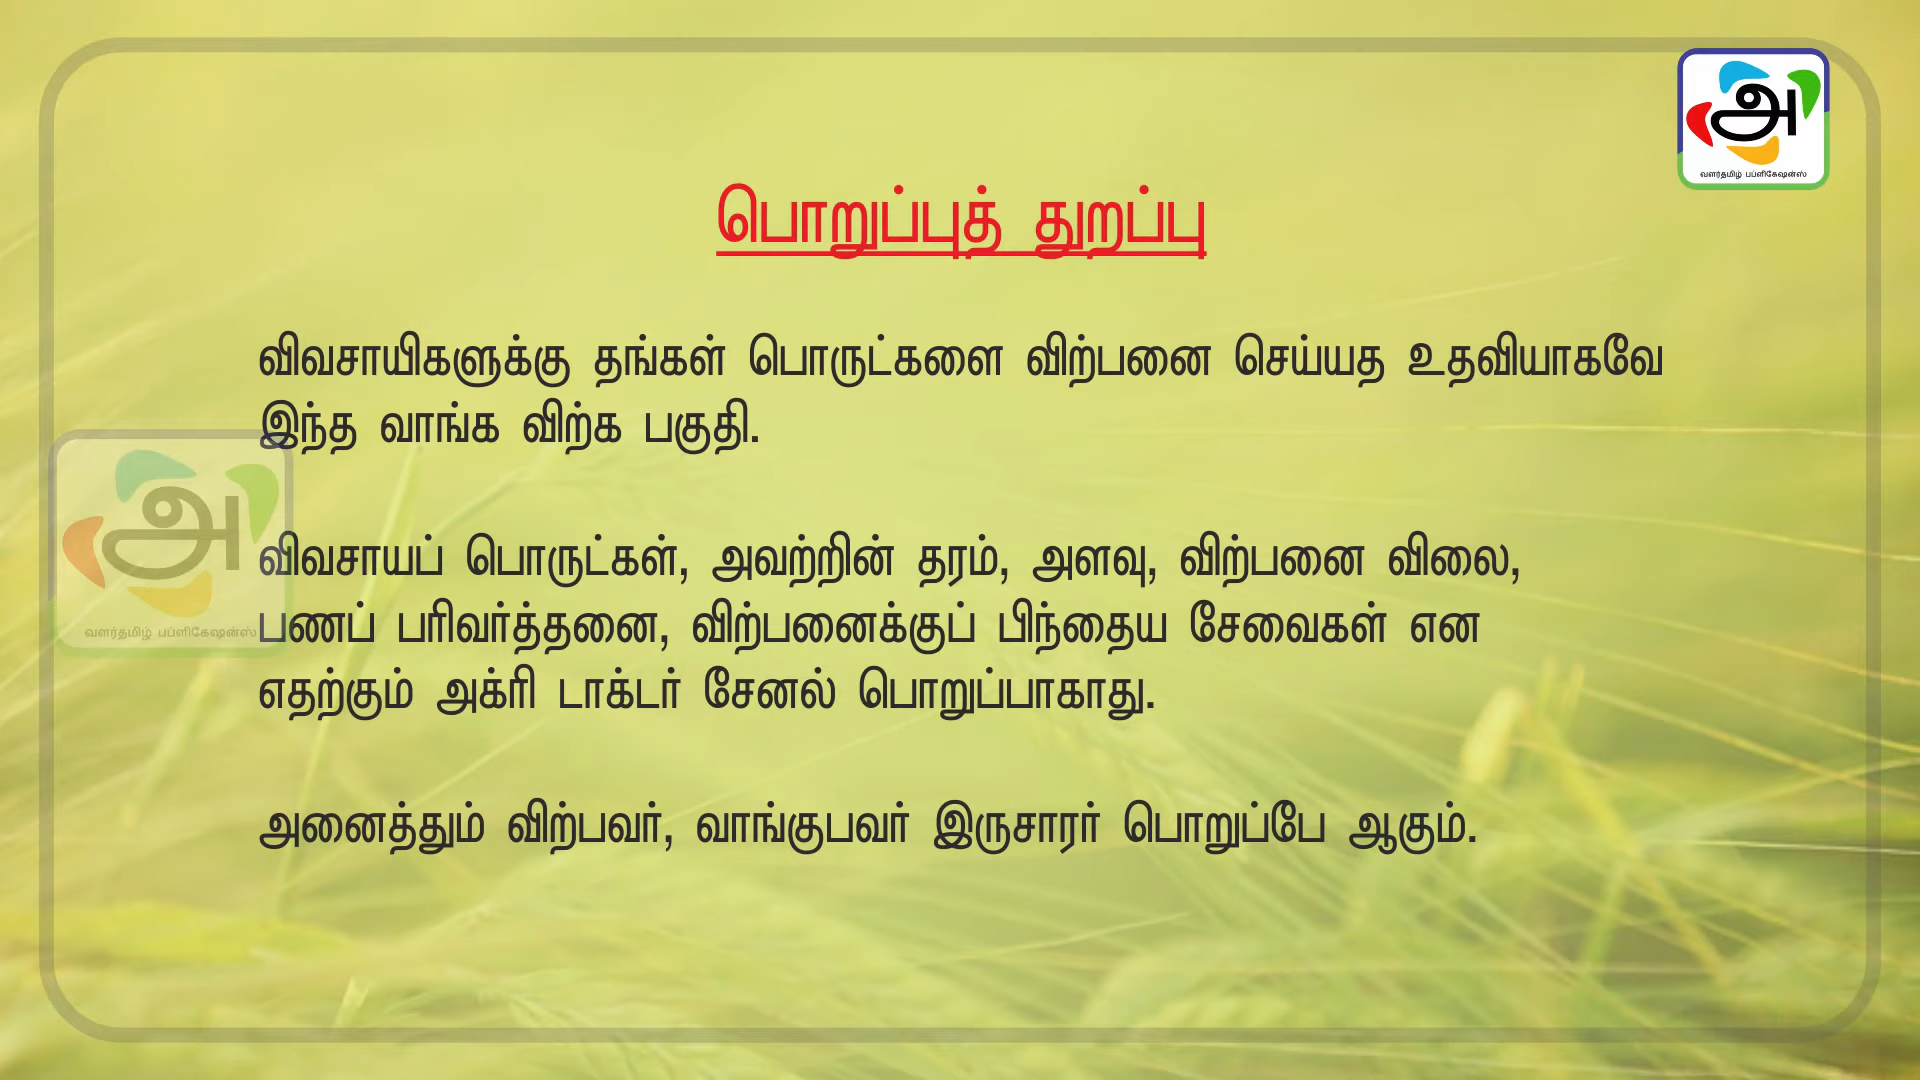 அ
வளர்தமிழ் பப்ளிகேஷன்ஸ்
பொறுப்புத் துறப்பு
விவசாயிகளுக்கு தங்கள் பொருட்களை விற்பனை செய்யத உதவியாகவே
இந்த வாங்க விற்க பகுதி.
விவசாயப் பொருட்கள், அவற்றின் தரம், அளவு, விற்பனை விலை,
பணப் பரிவர்த்தனை, விற்பனைக்குப் பிந்தைய சேவைகள் என
எதற்கும் அக்ரி டாக்டர் சேனல் பொறுப்பாகாது.
அனைத்தும் விற்பவர், வாங்குபவர் இருசாரர் பொறுப்பே ஆகும்.
அ
வளர்தமிழ் பப்ளிகேஷன்ஸ்